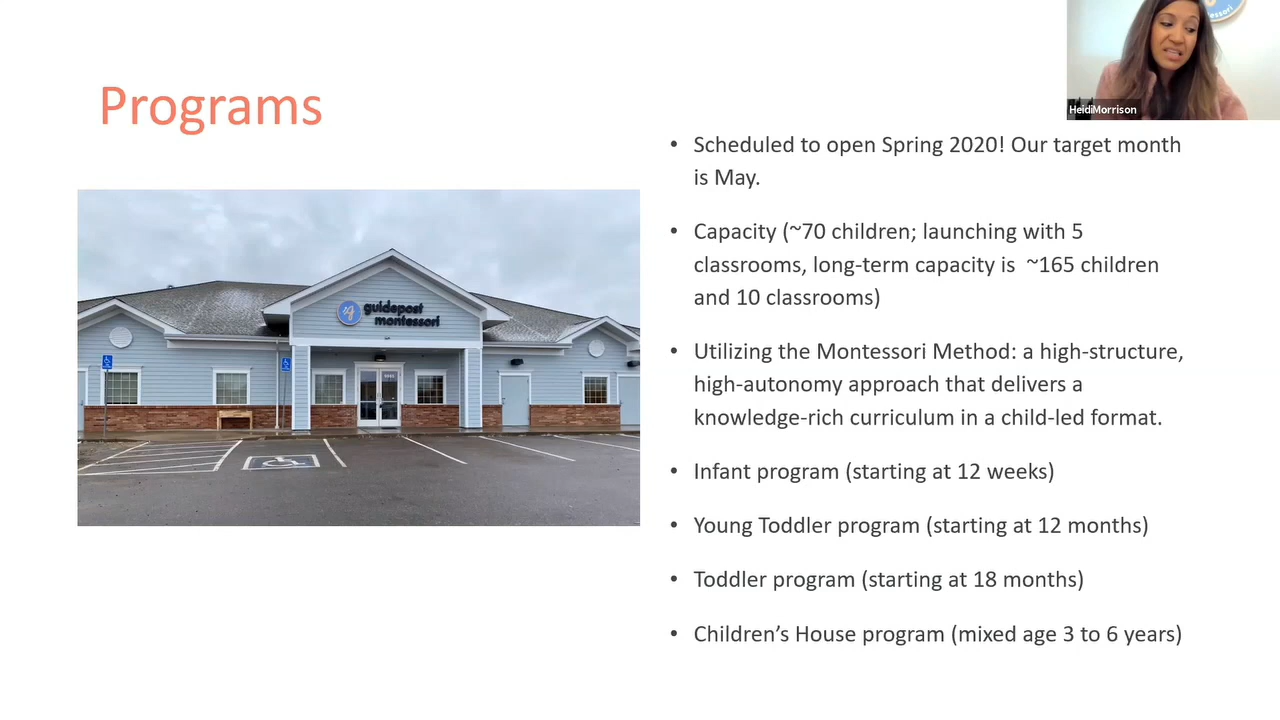 HeidiMorrison
Programs
• Scheduled to open Spring 2020! Our target month
is May.
• Capacity (~70 children; launching with 5
classrooms, long-term capacity is ~165 children
and 10 classrooms)
• Utilizing the Montessori Method: a high-structure,
high-autonomy approach that delivers a
knowledge-rich curriculum in a child-led format.
• Infant program (starting at 12 weeks)
• Young Toddler program (starting at 12 months)
• Toddler program (starting at 18 months)
• Children’s House program (mixed age 3 to 6 years)
guidepost
montessori